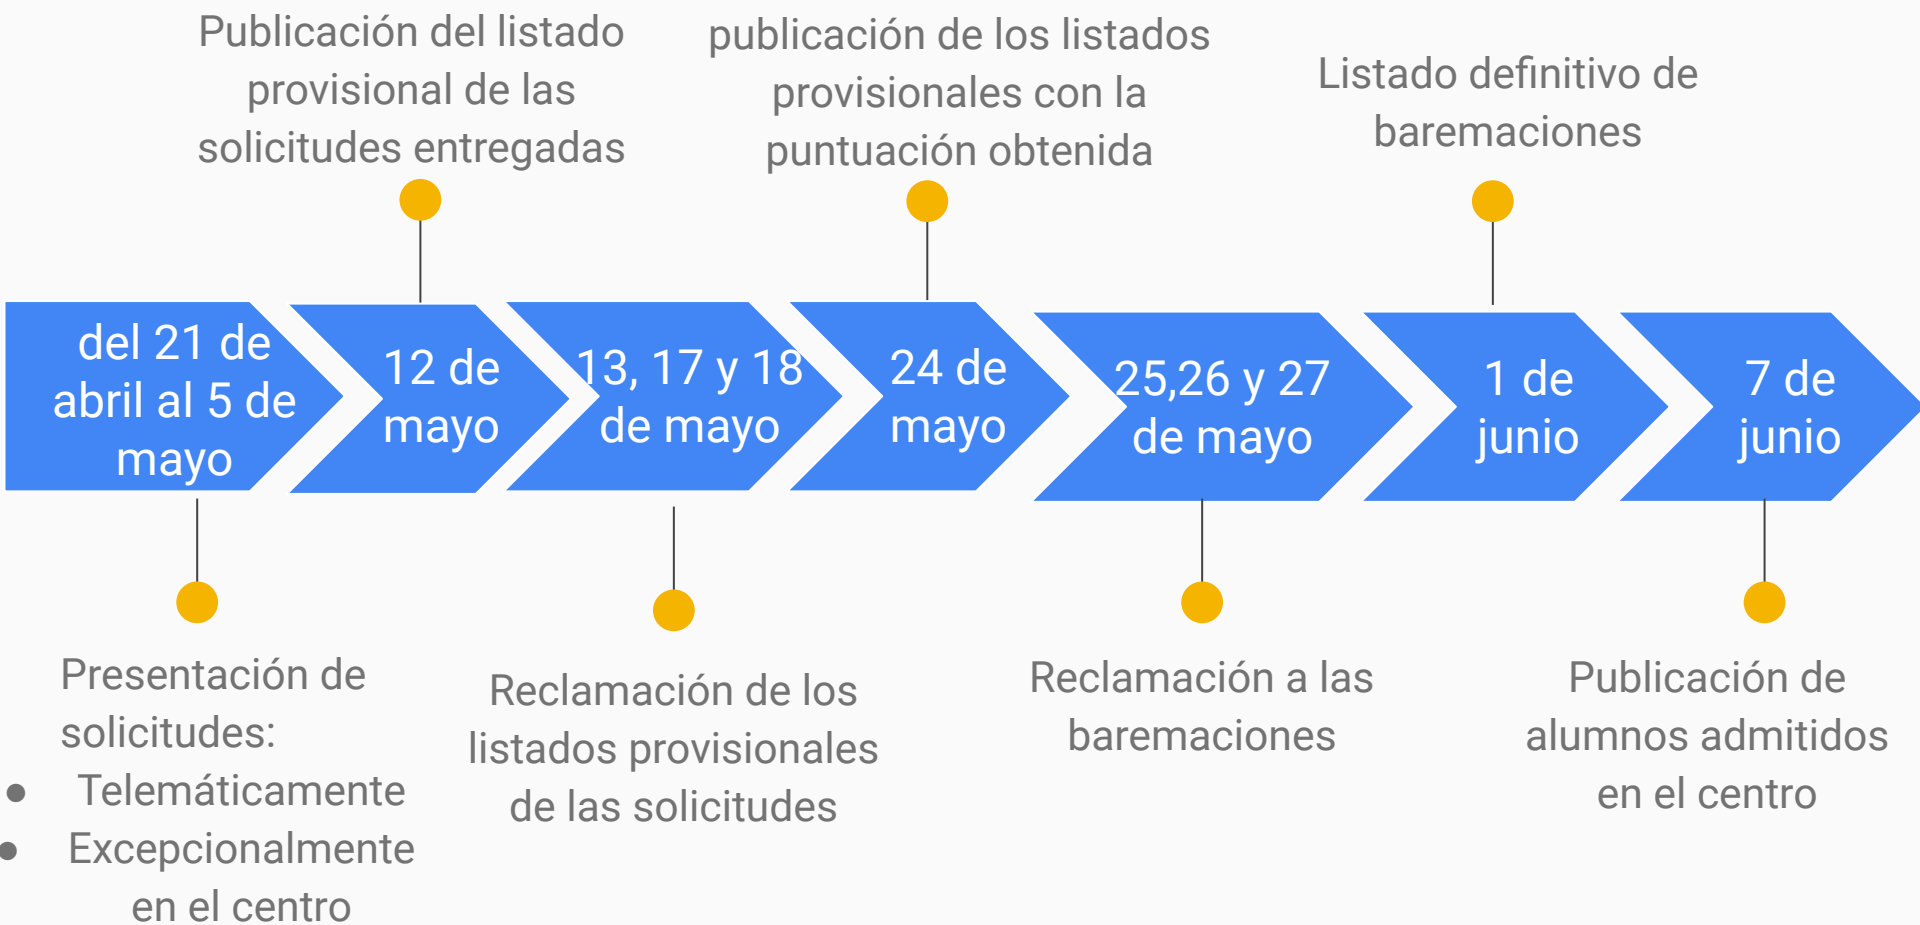 Publicación del listado
provisional de las
solicitudes entregadas
publicación de los listados
provisionales con la
puntuación obtenida
Listado definitivo de
baremaciones
del 21 de
abril al 5 de
mayo
12 de
mayo
13, 17 y 18
de mayo
24 de
mayo
25,26 y 27
de mayo
1 de
junio
7 de
junio
Presentación de
solicitudes:
● Telemáticamente
● Excepcionalmente
en el centro
Reclamación de los
listados provisionales
de las solicitudes
Reclamación a las
baremaciones
Publicación de
alumnos admitidos
en el centro